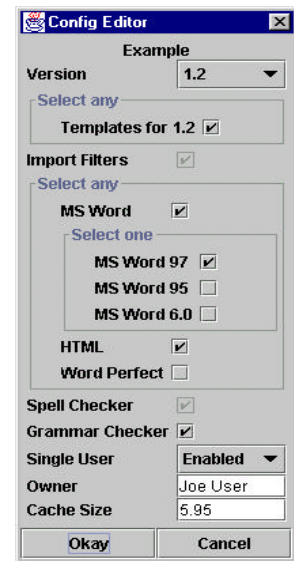 Config Editor
Example
Version 1.2
Select any
Templates for 1.2
Import Filters
Select any
MS Word
Select one
MS Word 97
MS Word 95
MS Word 6.0
HTML
Word Perfect
Spell Checker
Grammar Checker
Single User Enabled
Owner Joe User
Cache Size 5.95
Okay Cancel